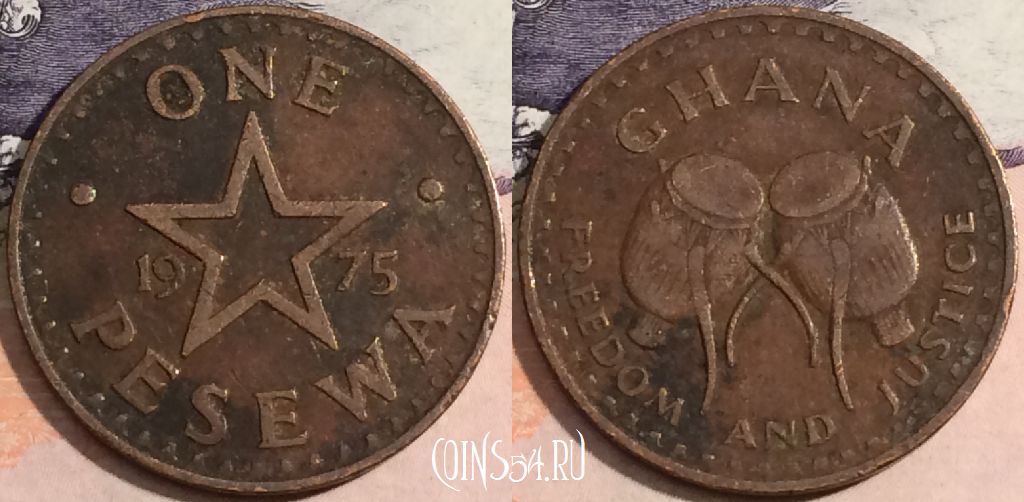 ONE
19 75
PESEWA
GHANA
FREEDOM AND JUSTICE
COINS54.RU